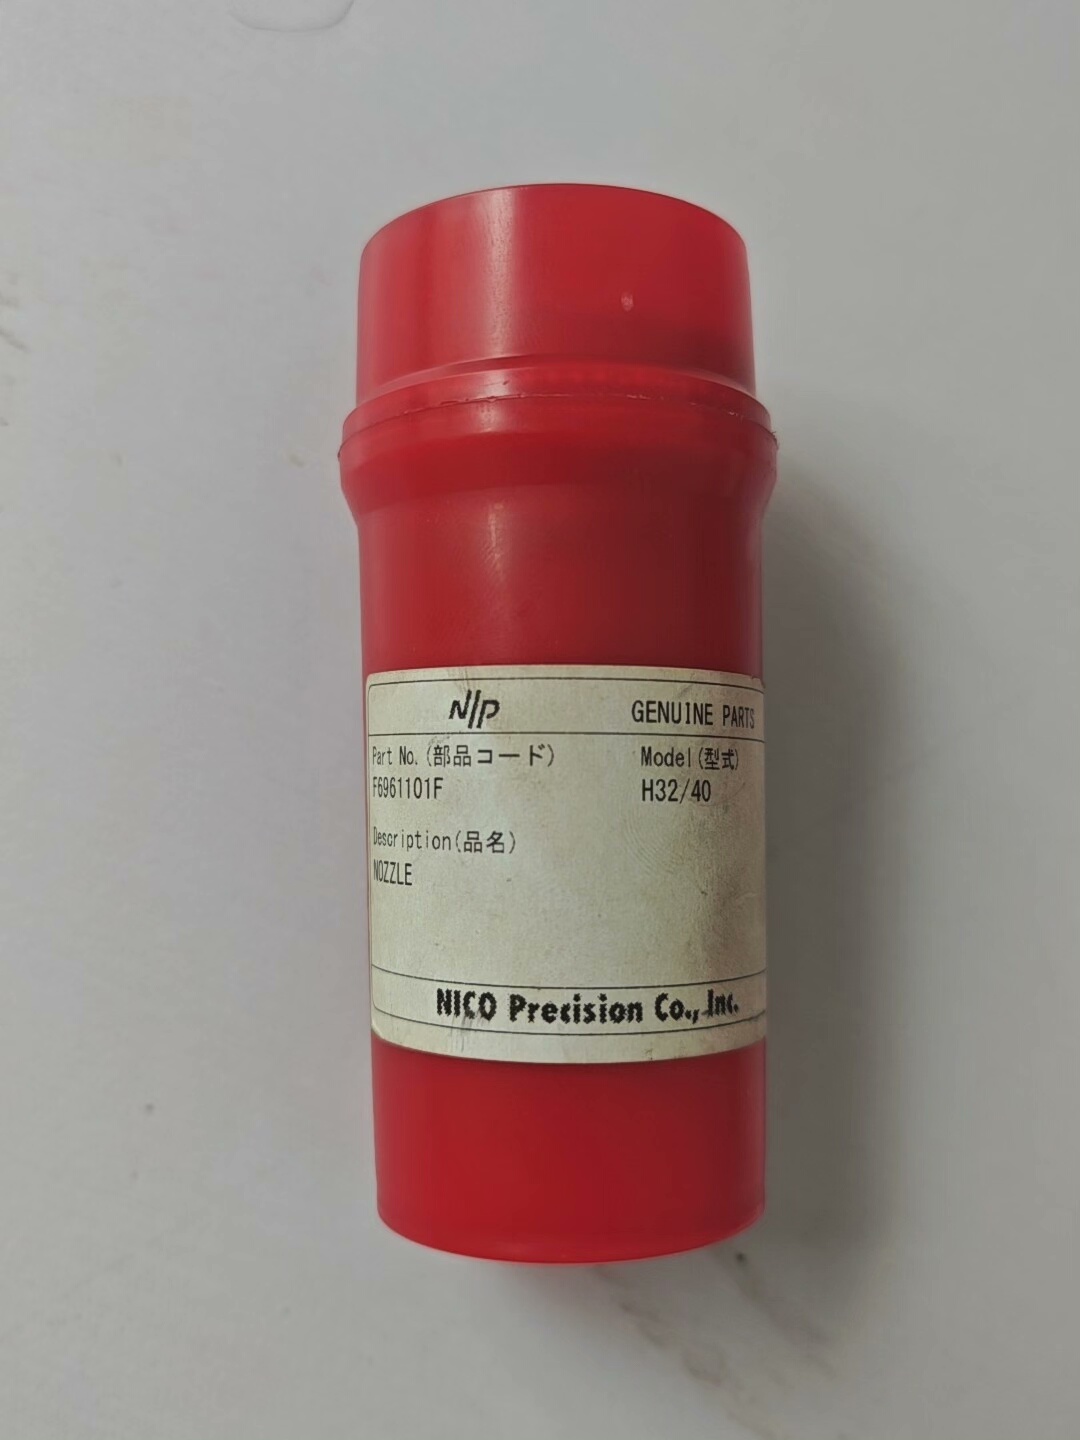 NP GENUINE PARTS
Part No.(部品コード) Model(型式)
F6961101F H32/40
Description(品名)
NOZZLE
NICO Precision Co., Inc.